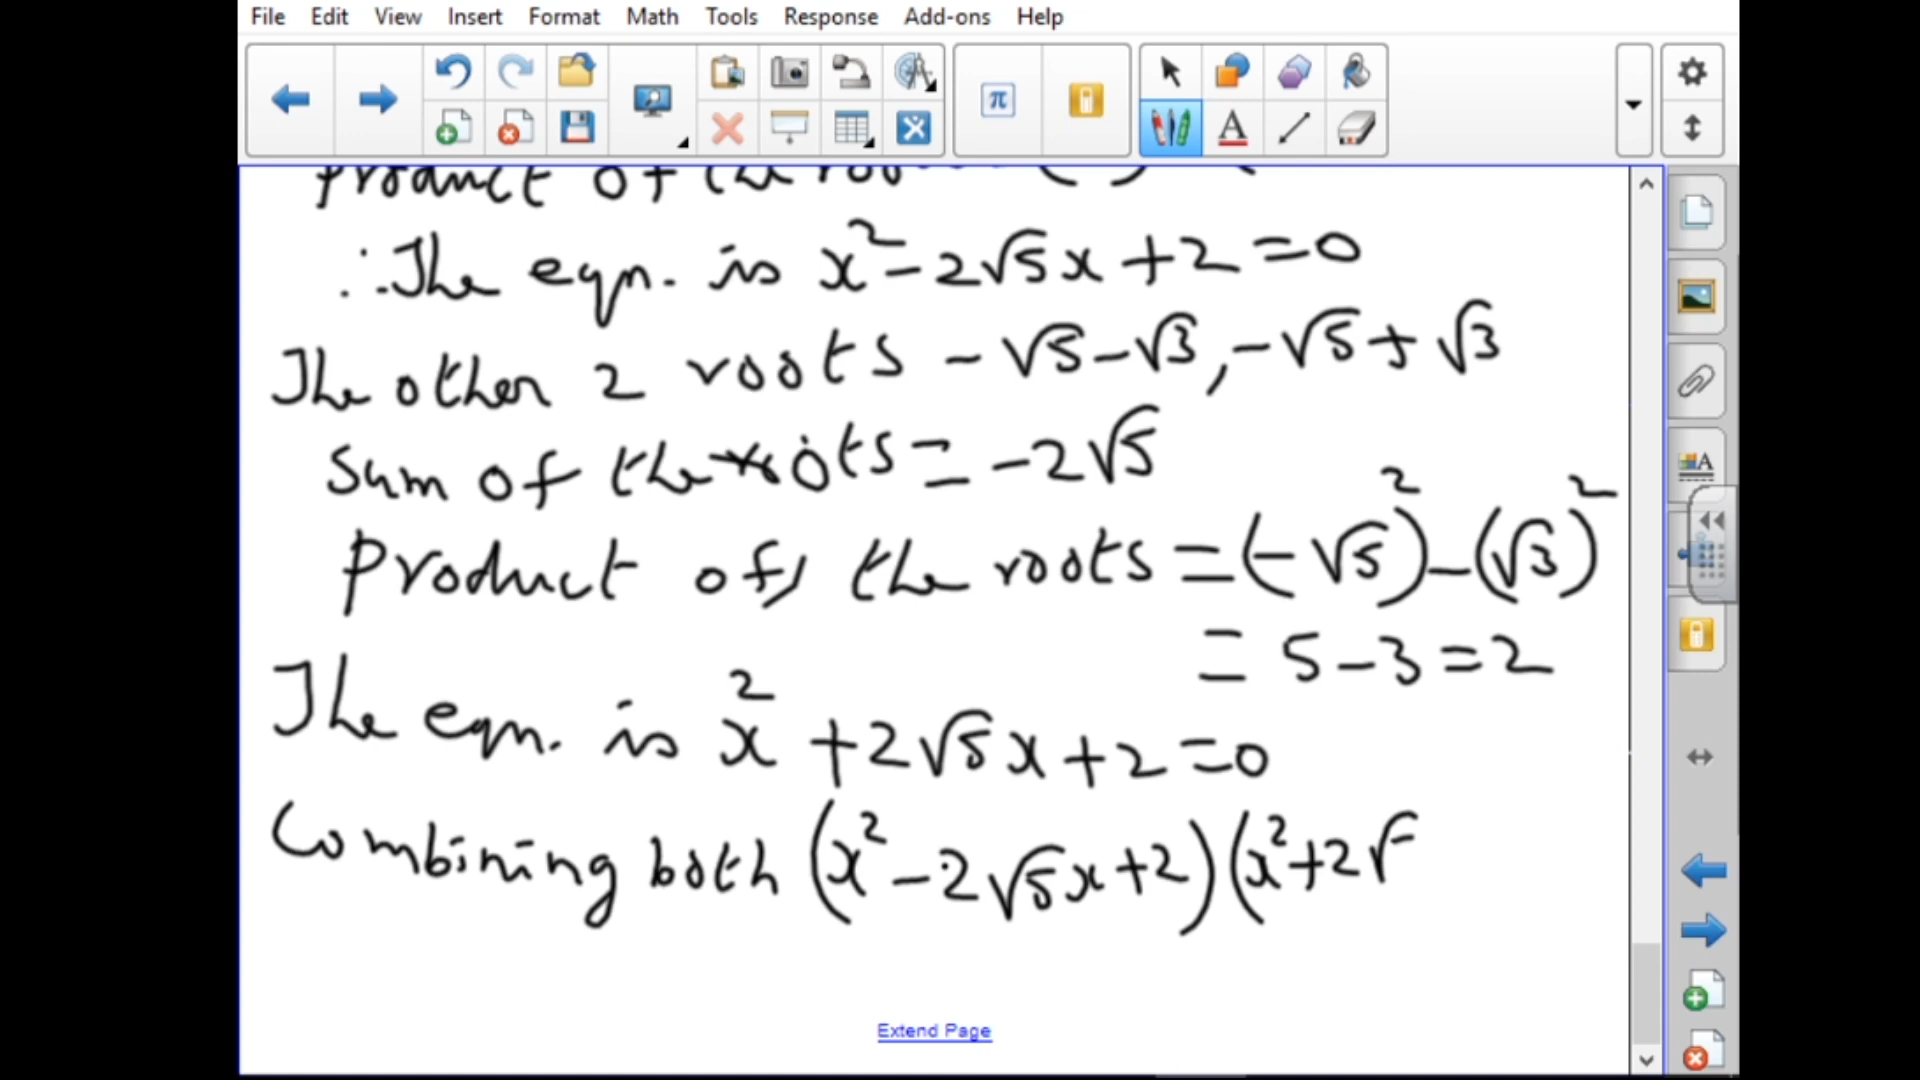 File Edit View Insert Format Math Tools Response Add-ons Help
product of the
∴ The eqn. is x² - 2√5x + 2 = 0
The other 2 roots - √5 - √3, - √5 + √3
Sum of the roots = - 2√5
Product of the roots = (- √5)² - (√3)²
= 5 - 3 = 2
The eqn. is x² + 2√5x + 2 = 0
Combining both (x² - 2√5x + 2)(x² + 2√
Extend Page